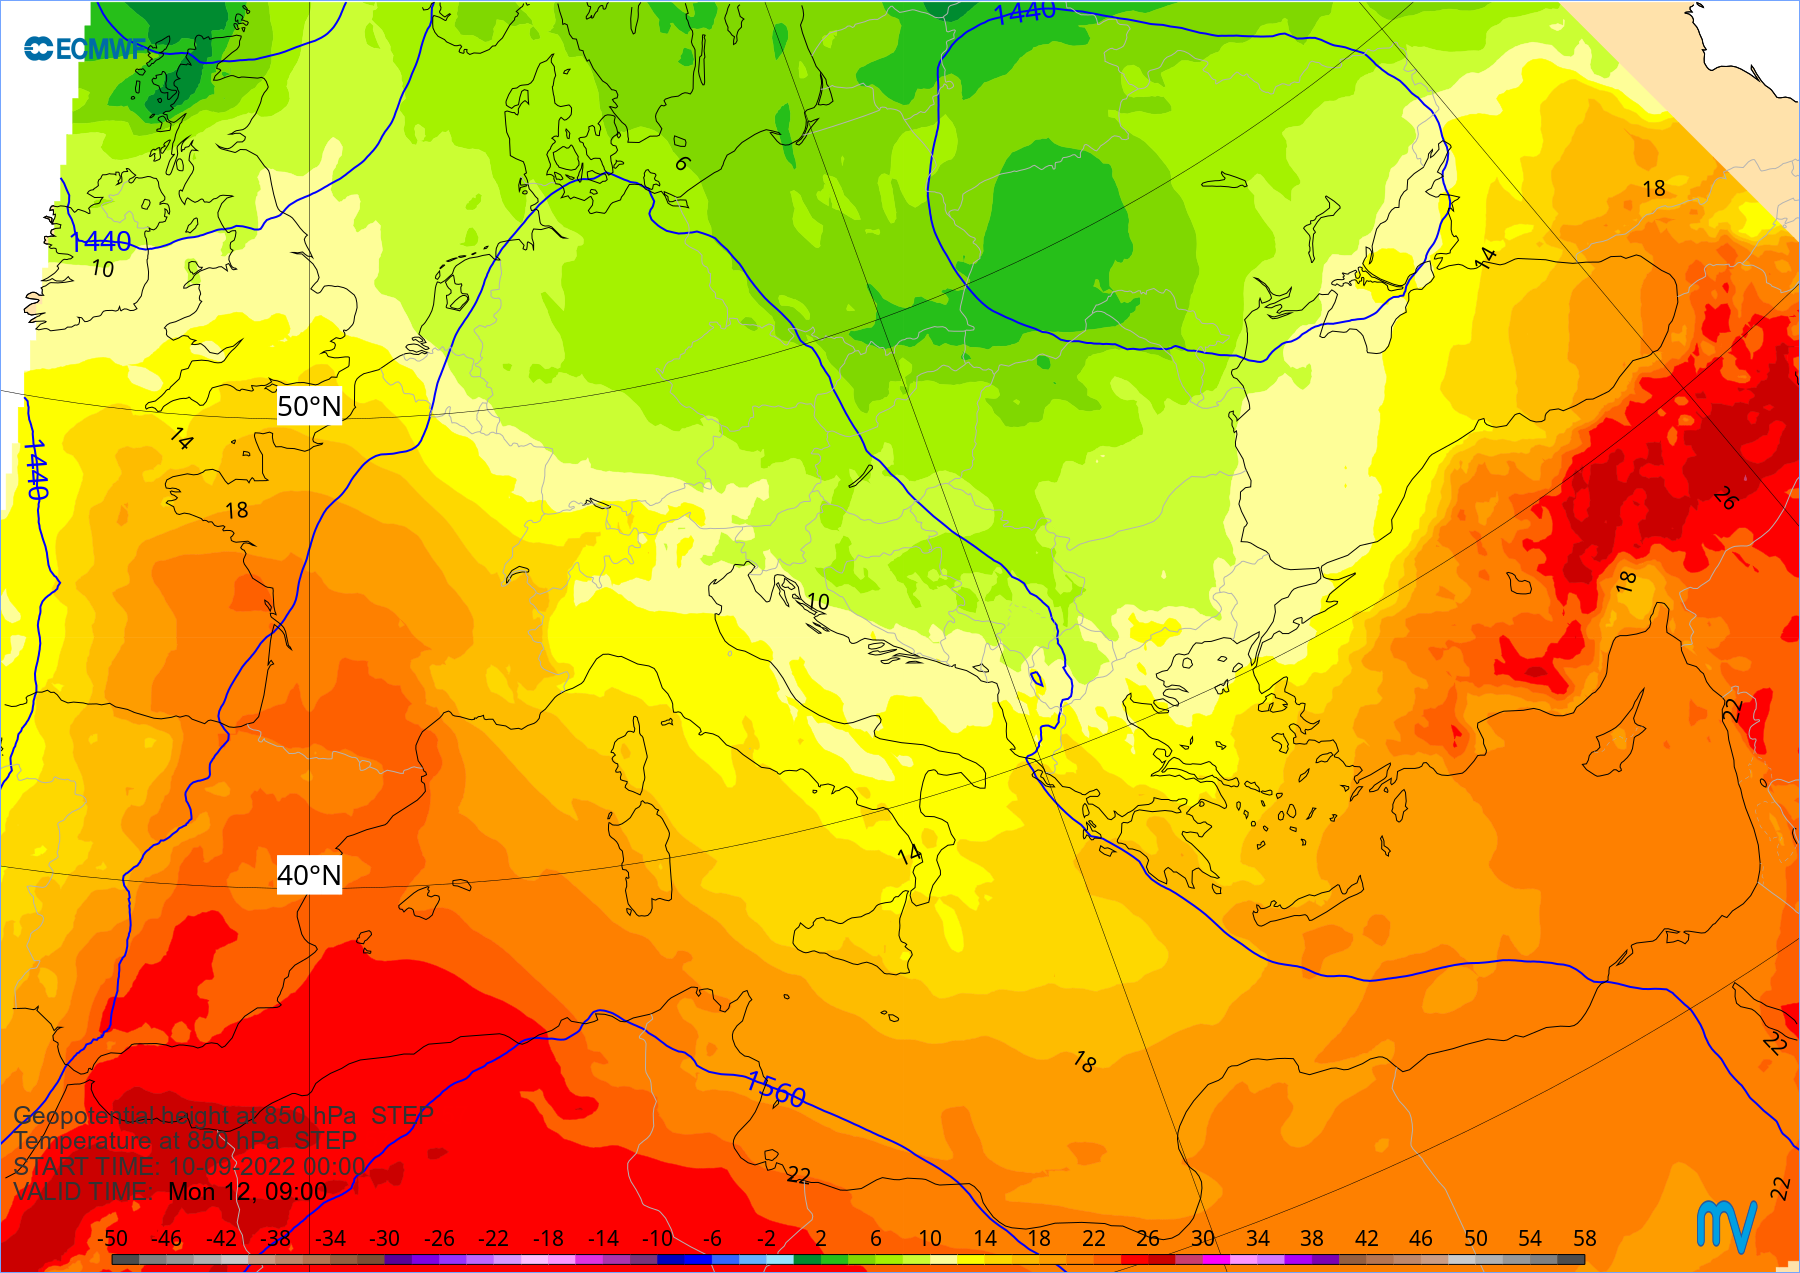 1440
ECMWF
6
18
14
1440
10
50°N
14
1440
26
18
18
10
22
14
40°N
18
22
1560
Geopotential height at 850 hPa  STEP
Temperature at 850 hPa  STEP
START TIME: 10-09-2022 00:00
VALID TIME:  Mon 12, 09:00
22
22
-50 -46 -42 -38 -34 -30 -26 -22 -18 -14 -10 -6 -2 2 6 10 14 18 22 26 30 34 38 42 46 50 54 58
mv